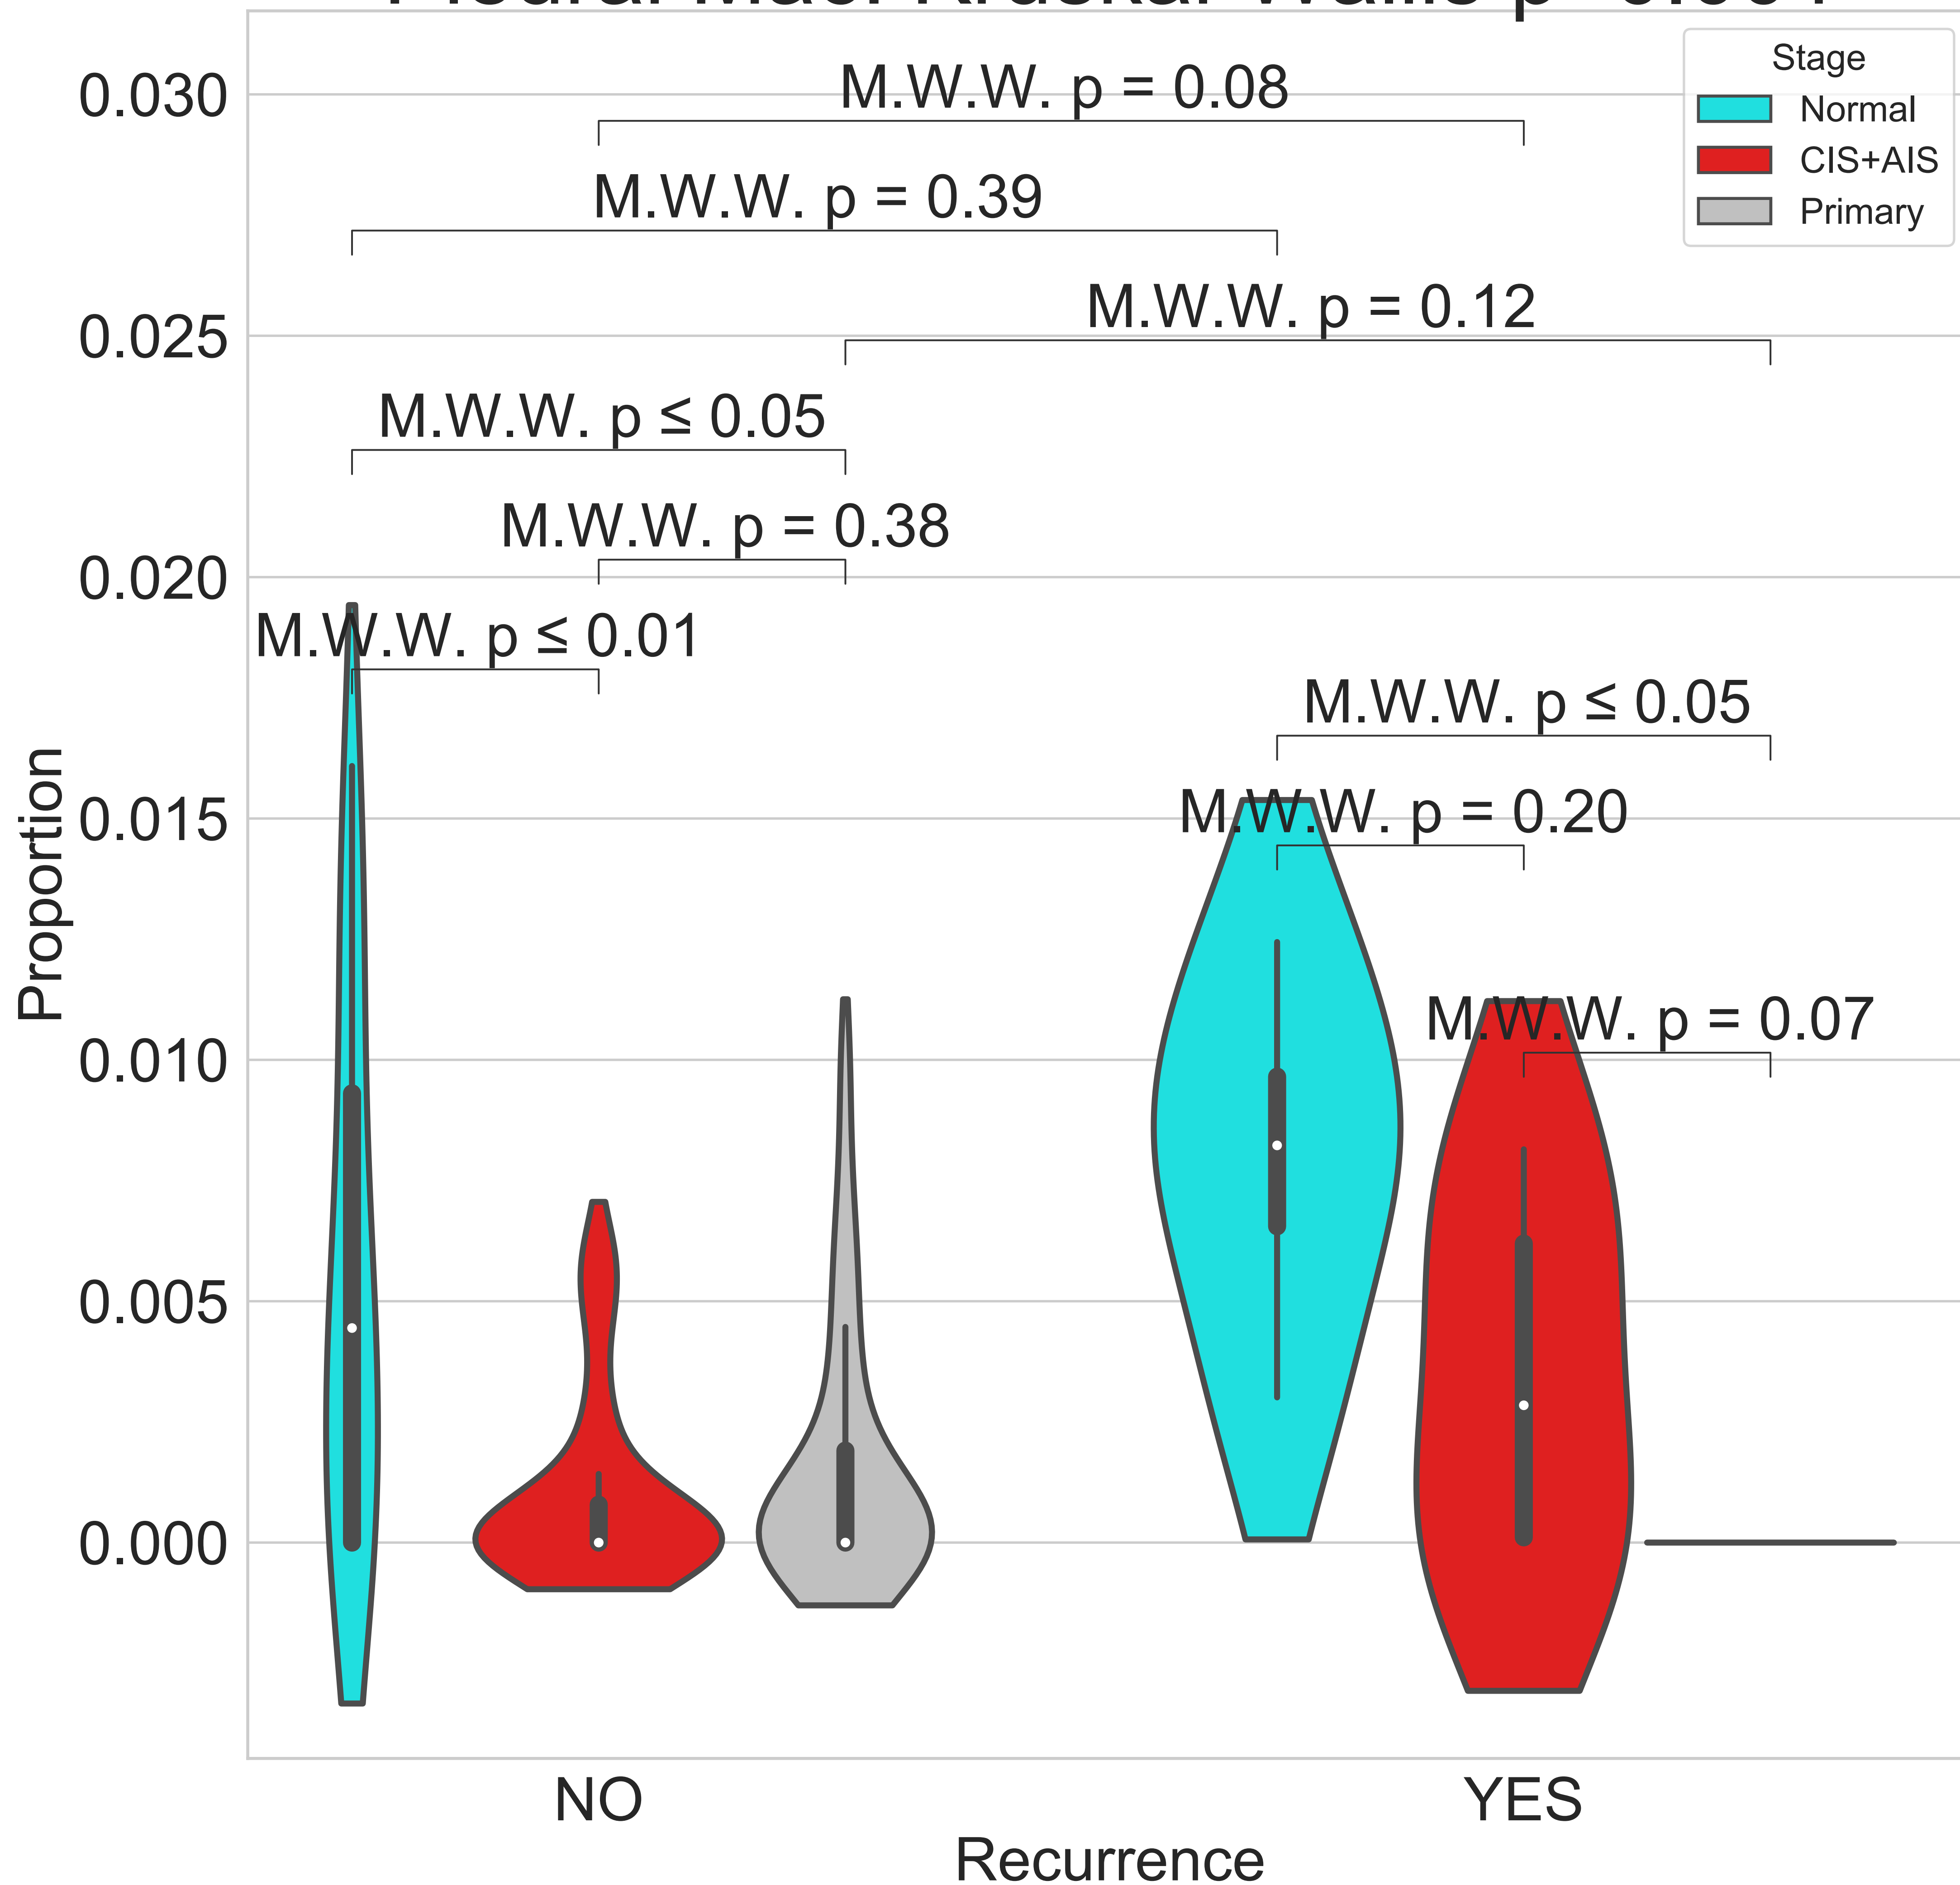 Stage
Normal
CIS+AIS
Primary
M.W.W. p = 0.08
M.W.W. p = 0.39
M.W.W. p = 0.12
M.W.W. p ≤ 0.05
M.W.W. p = 0.38
M.W.W. p ≤ 0.01
M.W.W. p ≤ 0.05
M.W.W. p = 0.20
M.W.W. p = 0.07
0.030
0.025
0.020
0.015
0.010
0.005
0.000
Proportion
NO
YES
Recurrence